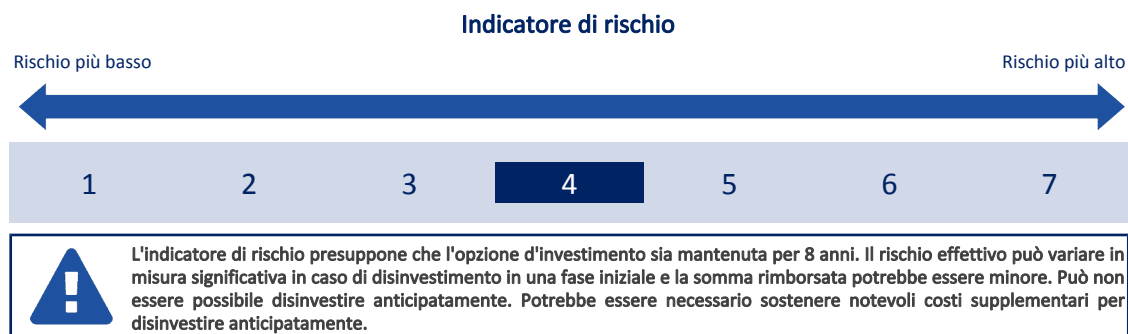 Indicatore di rischio
Rischio più basso
Rischio più alto
1 2 3 4 5 6 7
L'indicatore di rischio presuppone che l'opzione d'investimento sia mantenuta per 8 anni. Il rischio effettivo può variare in
misura significativa in caso di disinvestimento in una fase iniziale e la somma rimborsata potrebbe essere minore. Può non
essere possibile disinvestire anticipatamente. Potrebbe essere necessario sostenere notevoli costi supplementari per
disinvestire anticipatamente.